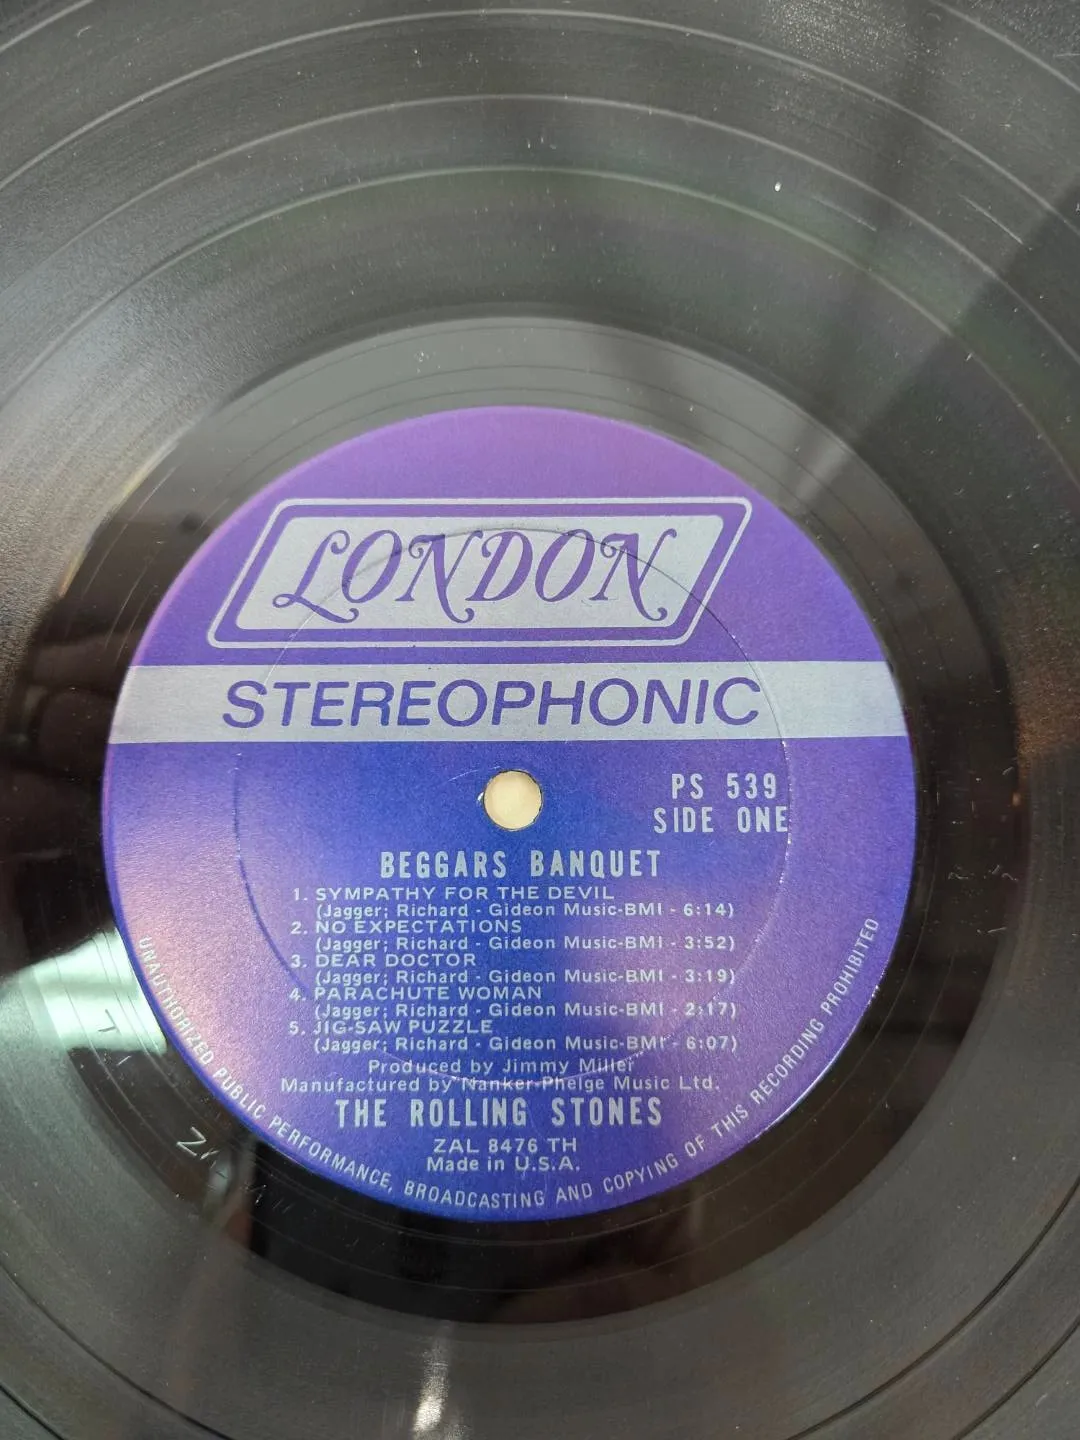 LONDON
STEREOPHONIC
PS 539
SIDE ONE
BEGGARS BANQUET
1. SYMPATHY FOR THE DEVIL
(Jagger; Richard - Gideon Music-BMI - 6:14)
2. NO EXPECTATIONS
(Jagger; Richard - Gideon Music-BMI - 3:52)
3. DEAR DOCTOR
(Jagger; Richard - Gideon Music-BMI - 3:19)
4. PARACHUTE WOMAN
(Jagger; Richard - Gideon Music-BMI - 2:17)
5. JIG-SAW PUZZLE
(Jagger; Richard - Gideon Music-BMI - 6:07)
Produced by Jimmy Miller
Manufactured by Nanker-Phelge Music Ltd.
THE ROLLING STONES
ZAL 8476 TH
Made in U.S.A.
UNAUTHORIZED PUBLIC PERFORMANCE, BROADCASTING AND COPYING OF THIS RECORDING PROHIBITED